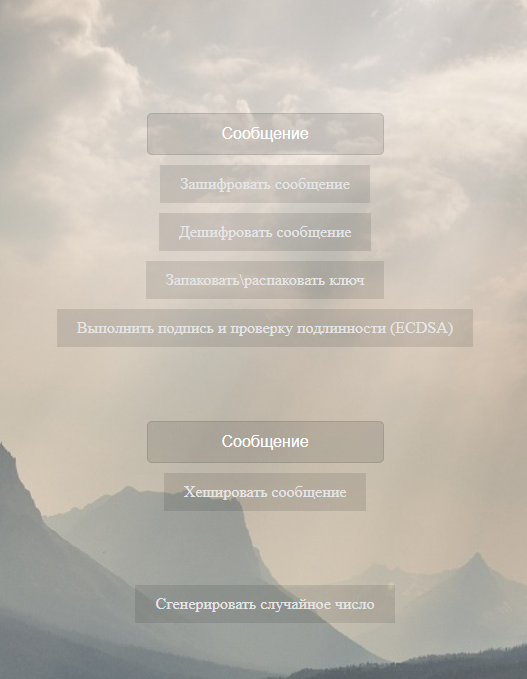 Сообщение
Зашифровать сообщение
Дешифровать сообщение
Запаковать\распаковать ключ
Выполнить подпись и проверку подлинности (ECDSA)
Сообщение
Хешировать сообщение
Сгенерировать случайное число